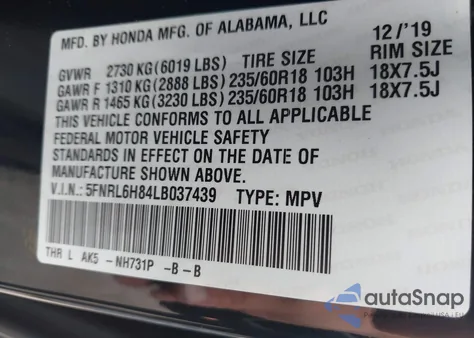 MFD. BY HONDA MFG. OF ALABAMA, LLC 12/'19
GVWR 2730 KG(6019 LBS) TIRE SIZE RIM SIZE
GAWR F 1310 KG(2888 LBS) 235/60R18 103H 18X7.5J
GAWR R 1465 KG(3230 LBS) 235/60R18 103H 18X7.5J
THIS VEHICLE CONFORMS TO ALL APPLICABLE
FEDERAL MOTOR VEHICLE SAFETY
STANDARDS IN EFFECT ON THE DATE OF
MANUFACTURE SHOWN ABOVE.
V.I.N.: 5FNRL6H84LB037439 TYPE: MPV
THR L AK5 -NH731P -B-B
autoSnap